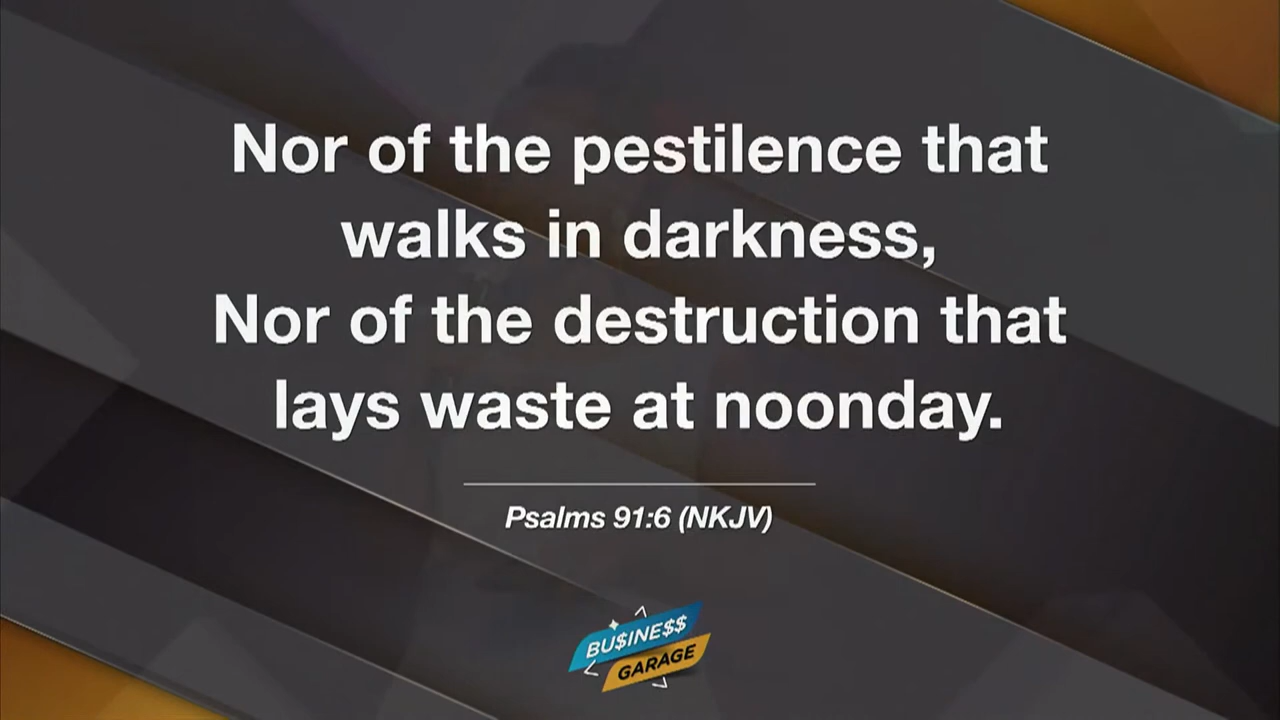 Nor of the pestilence that
walks in darkness,
Nor of the destruction that
lays waste at noonday.
Psalms 91:6 (NKJV)
BU$INE$$
GARAGE